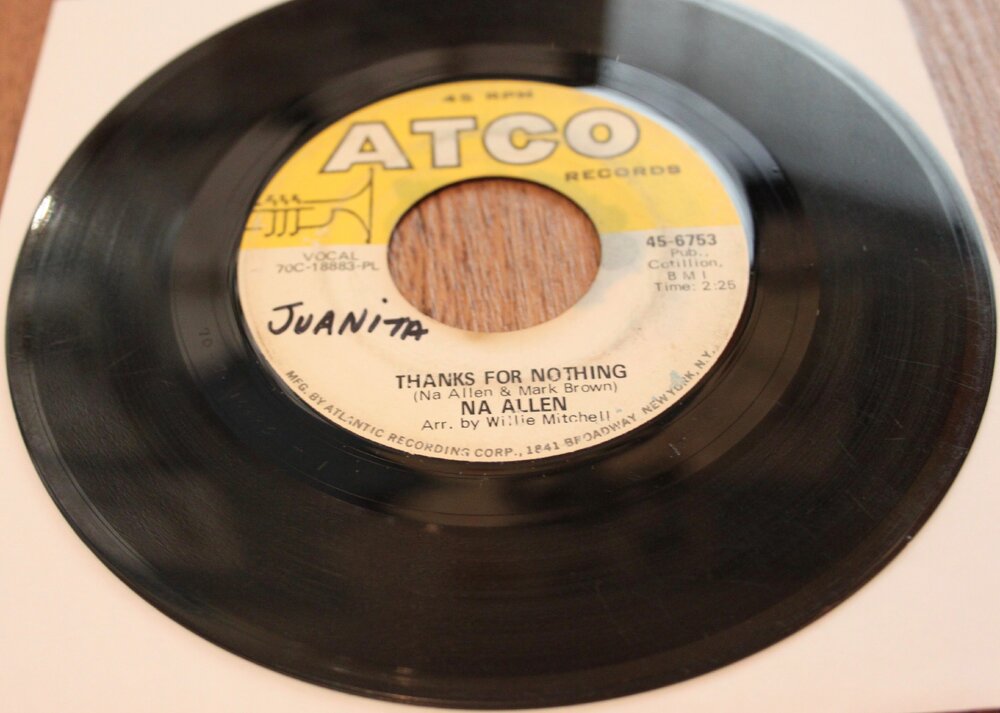 45 RPM
ATCO
RECORDS
VOCAL
70C-18883-PL
45-6753
Pub.,
Cotillion,
BMI
Time: 2:25
JUANiTA
THANKS FOR NOTHING
(Na Allen & Mark Brown)
NA ALLEN
Arr. by Willie Mitchell
MFG. BY ATLANTIC RECORDING CORP., 1841 BROADWAY NEW YORK, N.Y.